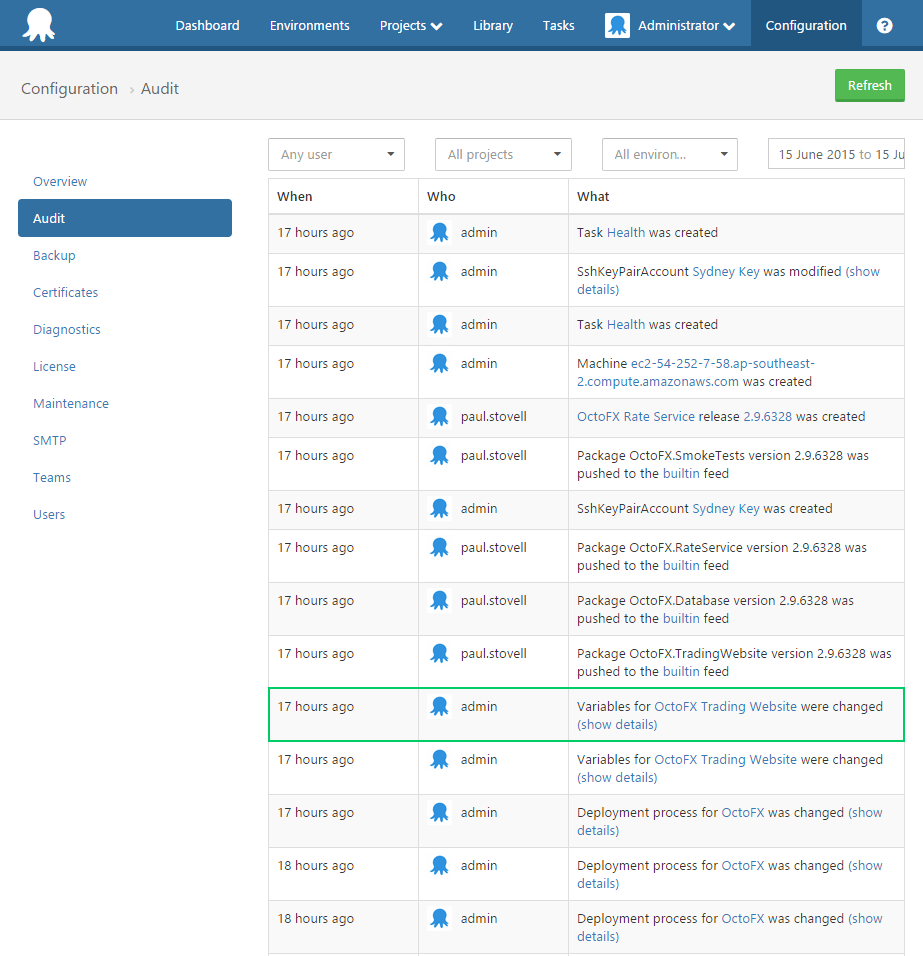 Dashboard Environments Projects Library Tasks Administrator Configuration ?
Configuration › Audit Refresh
Any user All projects All environ... 15 June 2015 to 15 Ju
Overview
Audit
Backup
Certificates
Diagnostics
License
Maintenance
SMTP
Teams
Users
When Who What
17 hours ago admin Task Health was created
17 hours ago admin SshKeyPairAccount Sydney Key was modified (show
details)
17 hours ago admin Task Health was created
17 hours ago admin Machine ec2-54-252-7-58.ap-southeast-
2.compute.amazonaws.com was created
17 hours ago paul.stovell OctoFX Rate Service release 2.9.6328 was created
17 hours ago paul.stovell Package OctoFX.SmokeTests version 2.9.6328 was
pushed to the builtin feed
17 hours ago admin SshKeyPairAccount Sydney Key was created
17 hours ago paul.stovell Package OctoFX.RateService version 2.9.6328 was
pushed to the builtin feed
17 hours ago paul.stovell Package OctoFX.Database version 2.9.6328 was
pushed to the builtin feed
17 hours ago paul.stovell Package OctoFX.TradingWebsite version 2.9.6328 was
pushed to the builtin feed
17 hours ago admin Variables for OctoFX Trading Website were changed
(show details)
17 hours ago admin Variables for OctoFX Trading Website were changed
(show details)
17 hours ago admin Deployment process for OctoFX was changed (show
details)
18 hours ago admin Deployment process for OctoFX was changed (show
details)
18 hours ago admin Deployment process for OctoFX was changed (show
details)